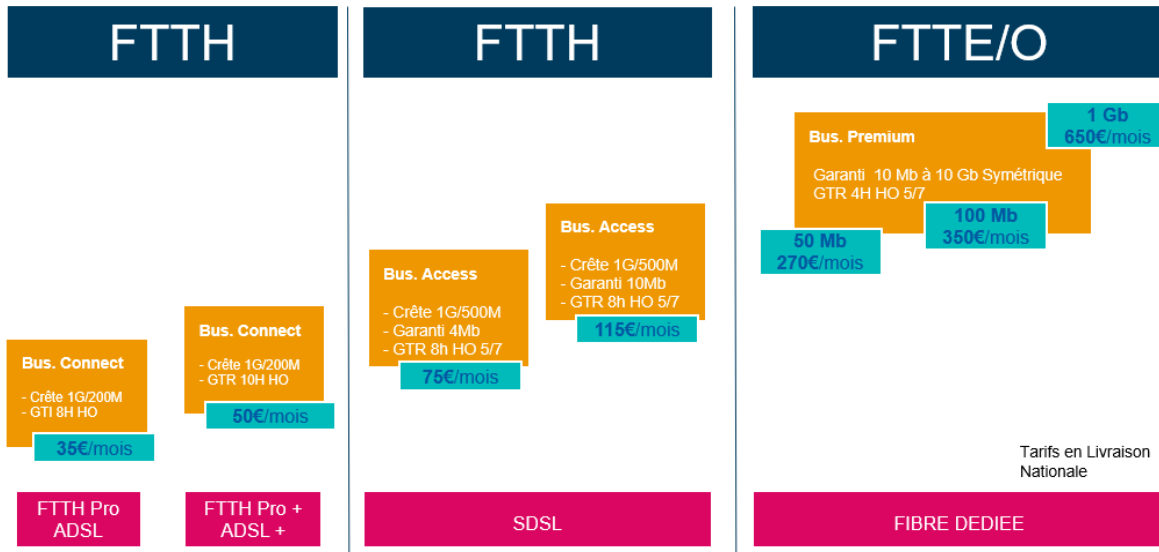 FTTH
Bus. Connect
- Crête 1G/200M
- GTI 8H HO
35€/mois
Bus. Connect
- Crête 1G/200M
- GTR 10H HO
50€/mois
FTTH Pro
ADSL
FTTH Pro +
ADSL +
FTTH
Bus. Access
- Crête 1G/500M
- Garanti 4Mb
- GTR 8h HO 5/7
75€/mois
Bus. Access
- Crête 1G/500M
- Garanti 10Mb
- GTR 8h HO 5/7
115€/mois
SDSL
FTTE/O
1 Gb
650€/mois
Bus. Premium
Garanti 10 Mb à 10 Gb Symétrique
GTR 4H HO 5/7
100 Mb
350€/mois
50 Mb
270€/mois
Tarifs en Livraison
Nationale
FIBRE DEDIEE